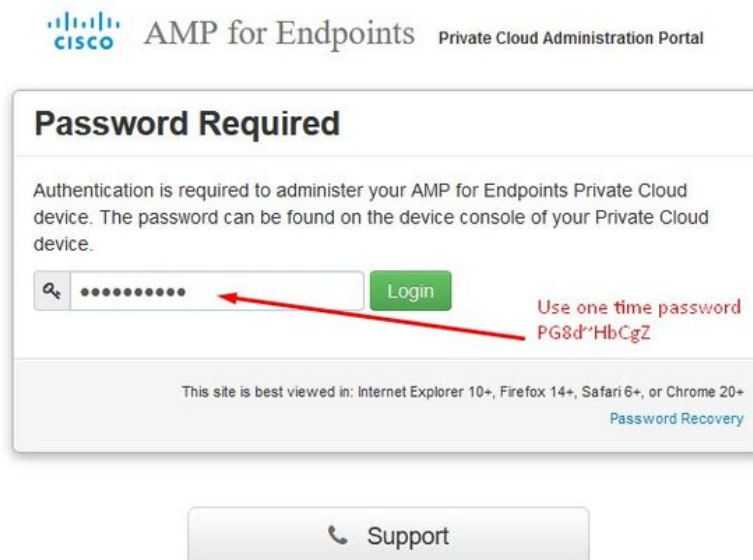 CISCO AMP for Endpoints Private Cloud Administration Portal
Password Required
Authentication is required to administer your AMP for Endpoints Private Cloud
device. The password can be found on the device console of your Private Cloud
device.
●●●●●●●●●● Login
Use one time password
PG8d~HbCgZ
This site is best viewed in: Internet Explorer 10+, Firefox 14+, Safari 6+, or Chrome 20+
Password Recovery
Support